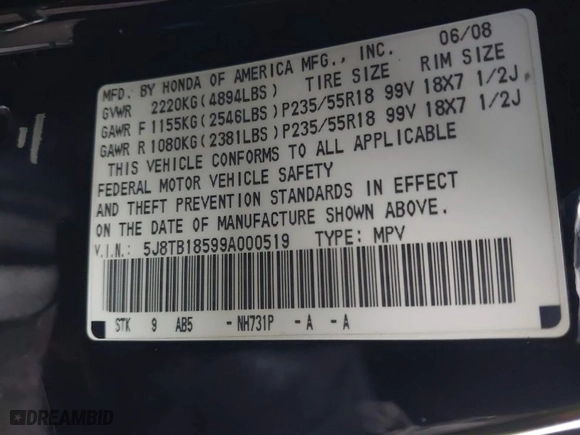 MFD. BY HONDA OF AMERICA MFG., INC. 06/08
GVWR 2220KG(4894LBS) TIRE SIZE RIM SIZE
GAWR F 1155KG(2546LBS) P235/55R18 99V 18X7 1/2J
GAWR R 1080KG(2381LBS) P235/55R18 99V 18X7 1/2J
THIS VEHICLE CONFORMS TO ALL APPLICABLE
FEDERAL MOTOR VEHICLE SAFETY
AND THEFT PREVENTION STANDARDS IN EFFECT
ON THE DATE OF MANUFACTURE SHOWN ABOVE.
V.I.N.: 5J8TB18599A000519 TYPE: MPV
STK 9 AB5 -NH731P -A -A
DREAMBID